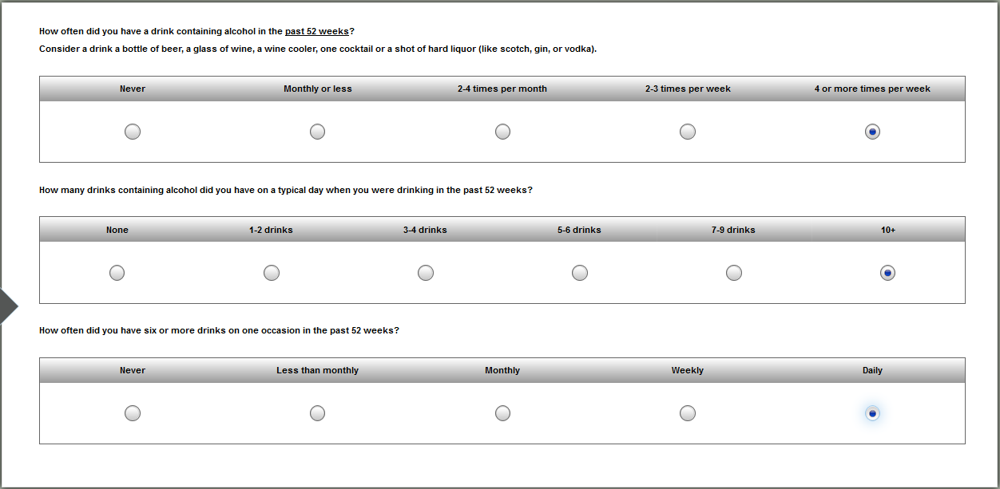 How often did you have a drink containing alcohol in the past 52 weeks?
Consider a drink a bottle of beer, a glass of wine, a wine cooler, one cocktail or a shot of hard liquor (like scotch, gin, or vodka).
Never Monthly or less 2-4 times per month 2-3 times per week 4 or more times per week
How many drinks containing alcohol did you have on a typical day when you were drinking in the past 52 weeks?
None 1-2 drinks 3-4 drinks 5-6 drinks 7-9 drinks 10+
How often did you have six or more drinks on one occasion in the past 52 weeks?
Never Less than monthly Monthly Weekly Daily